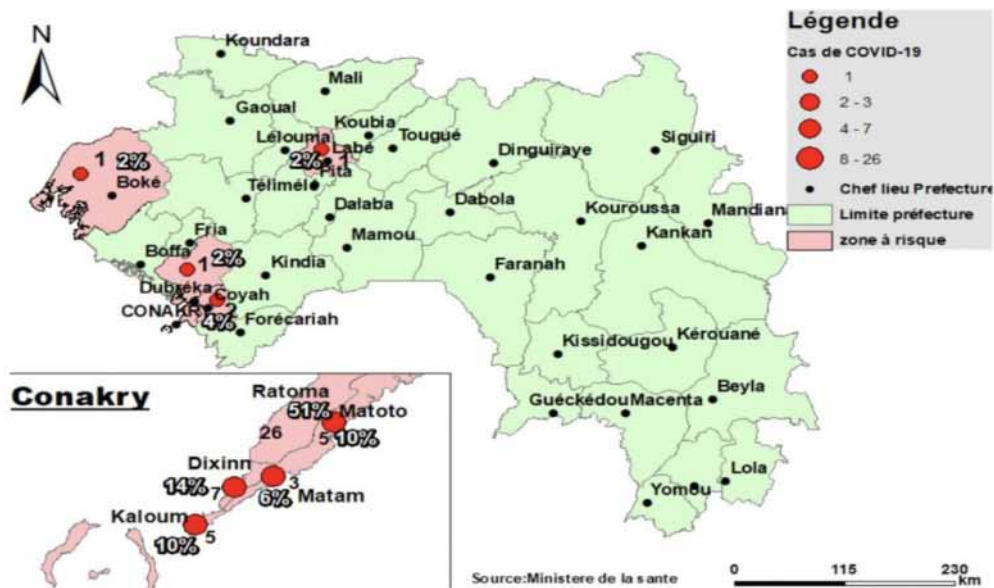 N
Koundara
Mali
Gaoual
Koubia
Lélouma
Tougué
Labé
2%
1
Pita
1 2%
Boké
Télimél
Dinguiraye
Siguiri
Dalaba
Dabola
Kouroussa
Mandian
Mamou
Kankan
Fria
Boffa
1 2%
Kindia
Faranah
Dubréka
Coyah
CONAKRY
2
4%
Forécariah
Kissidougou
Kérouané
Guéckédou
Macenta
Beyla
Lola
Yomou
Légende
Cas de COVID-19
1
2 - 3
4 - 7
8 - 26
Chef lieu Prefecture
Limite préfecture
zone à risque
Conakry
Ratoma
51%
Matoto
26
5
10%
Dixinn
14%
7
3
6%
Matam
Kaloum
10%
5
Source:Ministere de la sante
0 115 230
km